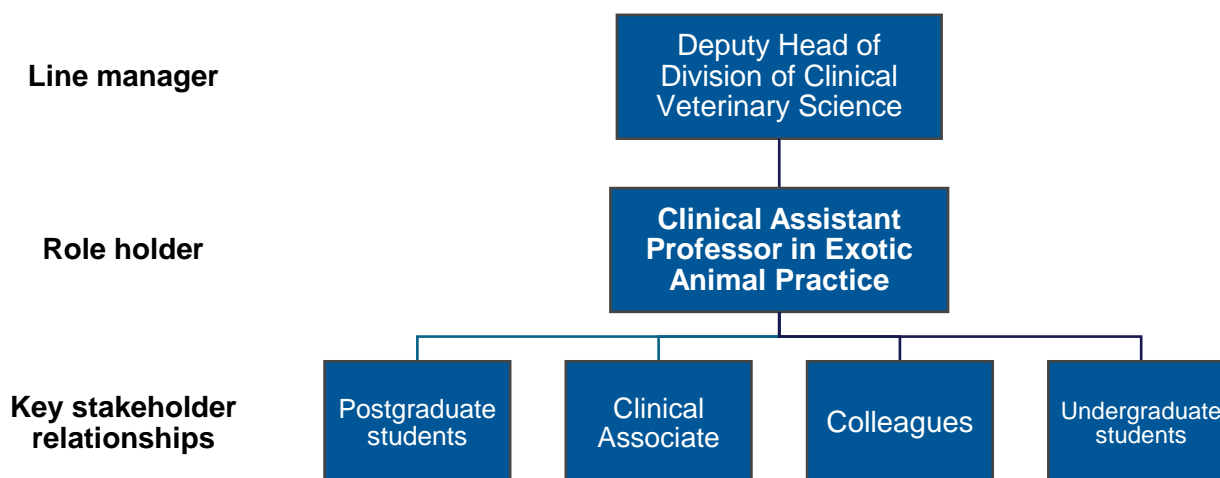 Line manager
Deputy Head of
Division of Clinical
Veterinary Science
Role holder
Clinical Assistant
Professor in Exotic
Animal Practice
Key stakeholder
relationships
Postgraduate
students
Clinical
Associate
Colleagues
Undergraduate
students